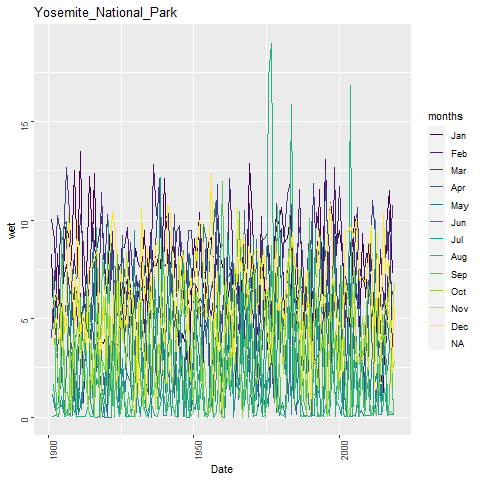 Yosemite_National_Park
wet
15
10
5
0
1900
1950
2000
Date
months
Jan
Feb
Mar
Apr
May
Jun
Jul
Aug
Sep
Oct
Nov
Dec
NA